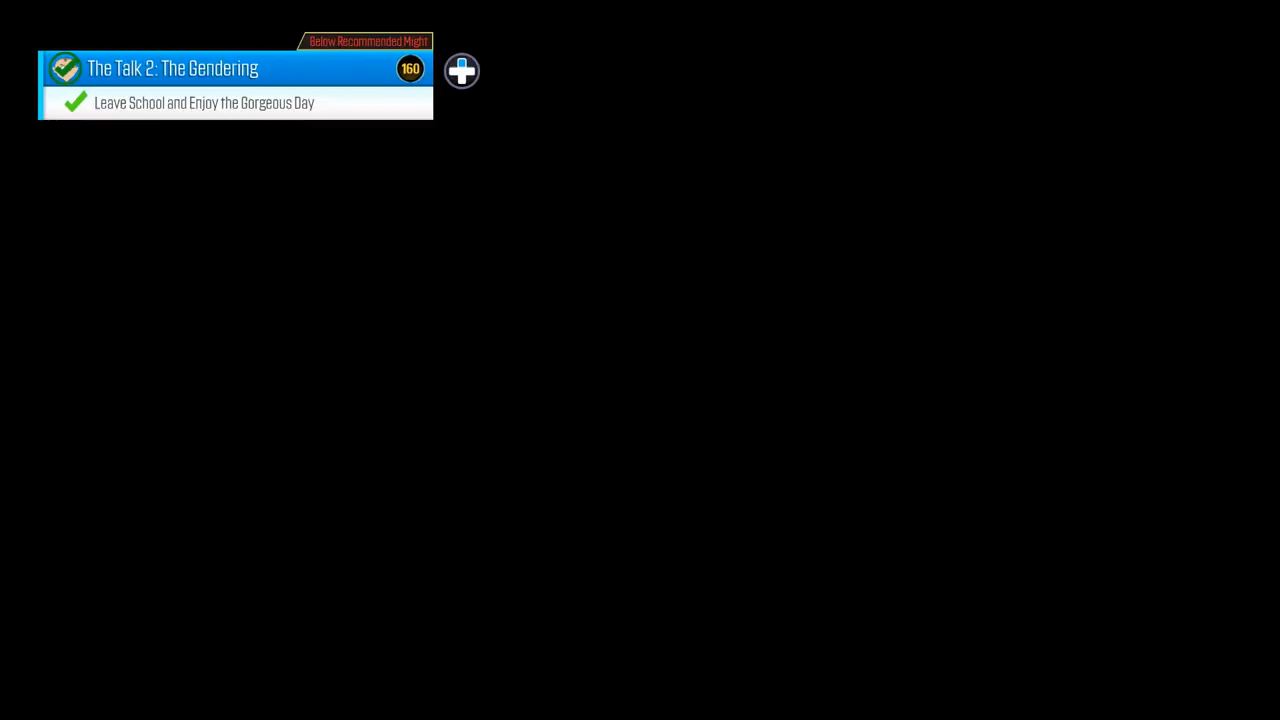 Below Recommended Might
The Talk 2: The Gendering
160
Leave School and Enjoy the Gorgeous Day